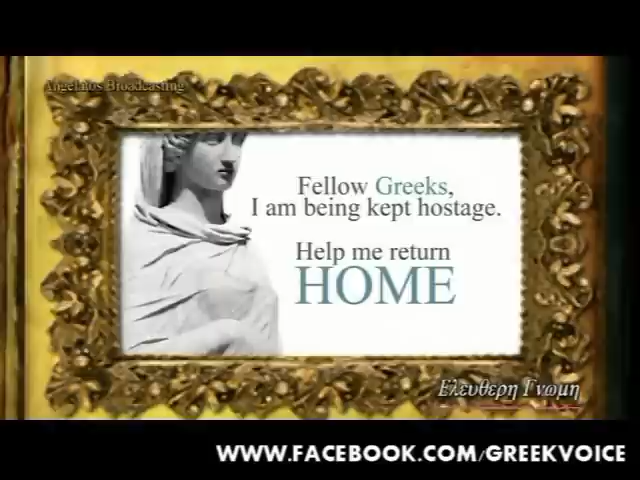 Angelatos Broadcasting
Fellow Greeks,
I am being kept hostage.
Help me return
HOME
Ελευθερη Γνωμη
WWW.FACEBOOK.COM/GREEKVOICE